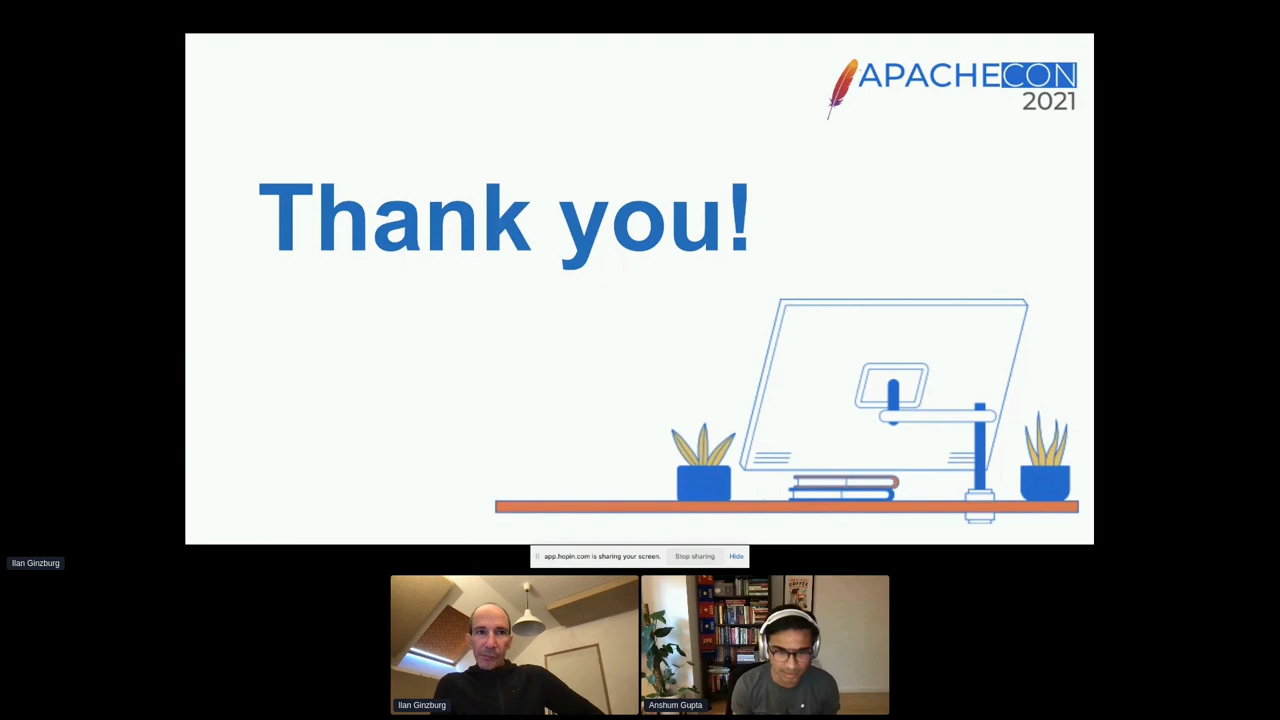 APACHECON
2021
Thank you!
app.hopin.com is sharing your screen. Stop sharing Hide
Ilan Ginzburg
Ilan Ginzburg
Anshum Gupta
COFFEE